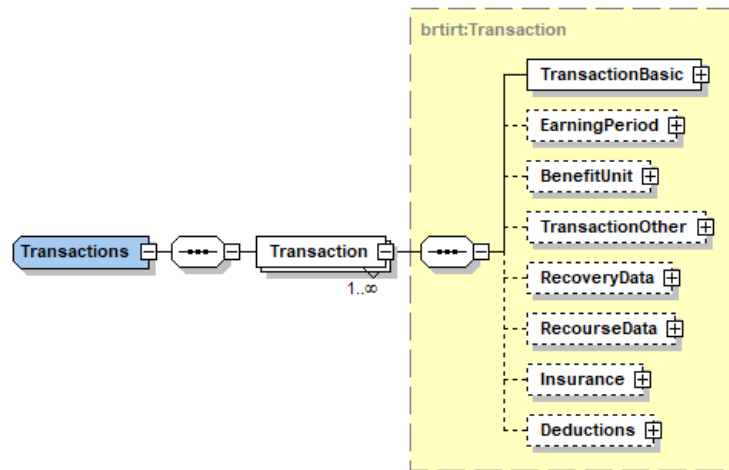 brtirt:Transaction
TransactionBasic
EarningPeriod
BenefitUnit
TransactionOther
Transactions
Transaction
1..∞
RecoveryData
RecourseData
Insurance
Deductions